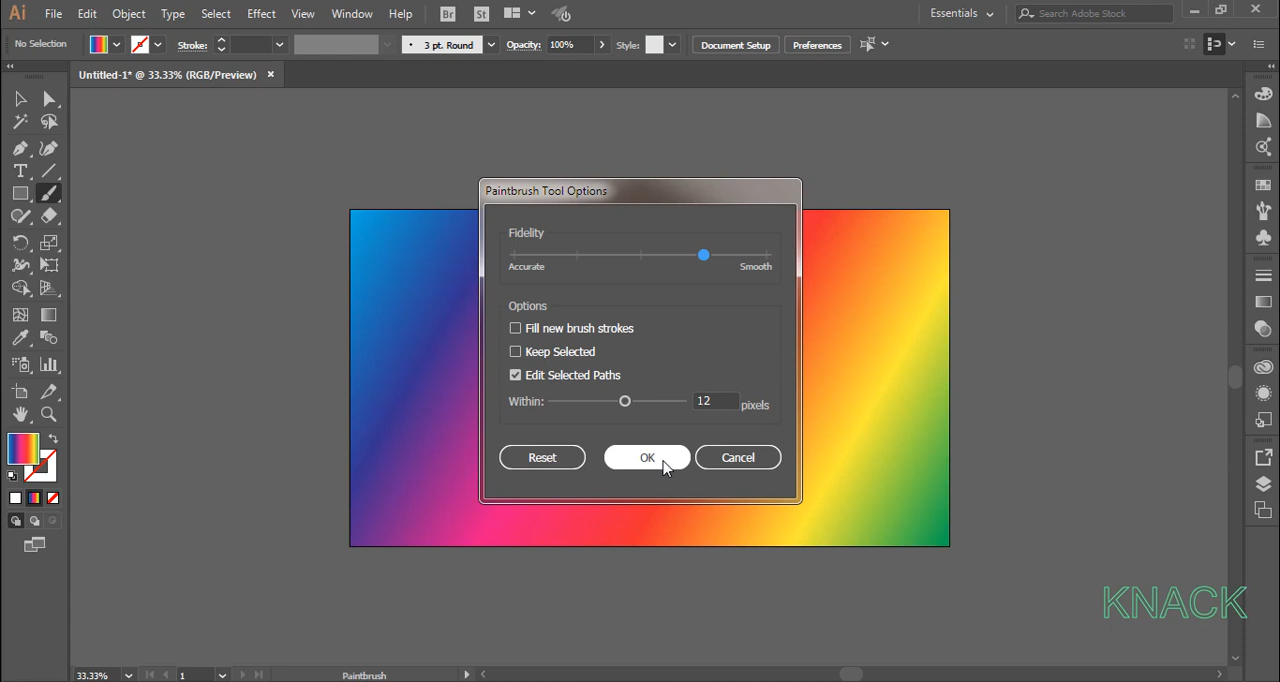 Ai File Edit Object Type Select Effect View Window Help Br St Essentials Search Adobe Stock
No Selection Stroke: 3 pt. Round Opacity: 100% Style: Document Setup Preferences
Untitled-1* @ 33.33% (RGB/Preview)
Paintbrush Tool Options
Fidelity
Accurate Smooth
Options
Fill new brush strokes
Keep Selected
Edit Selected Paths
Within: 12 pixels
Reset OK Cancel
KNACK
33.33% 1 Paintbrush